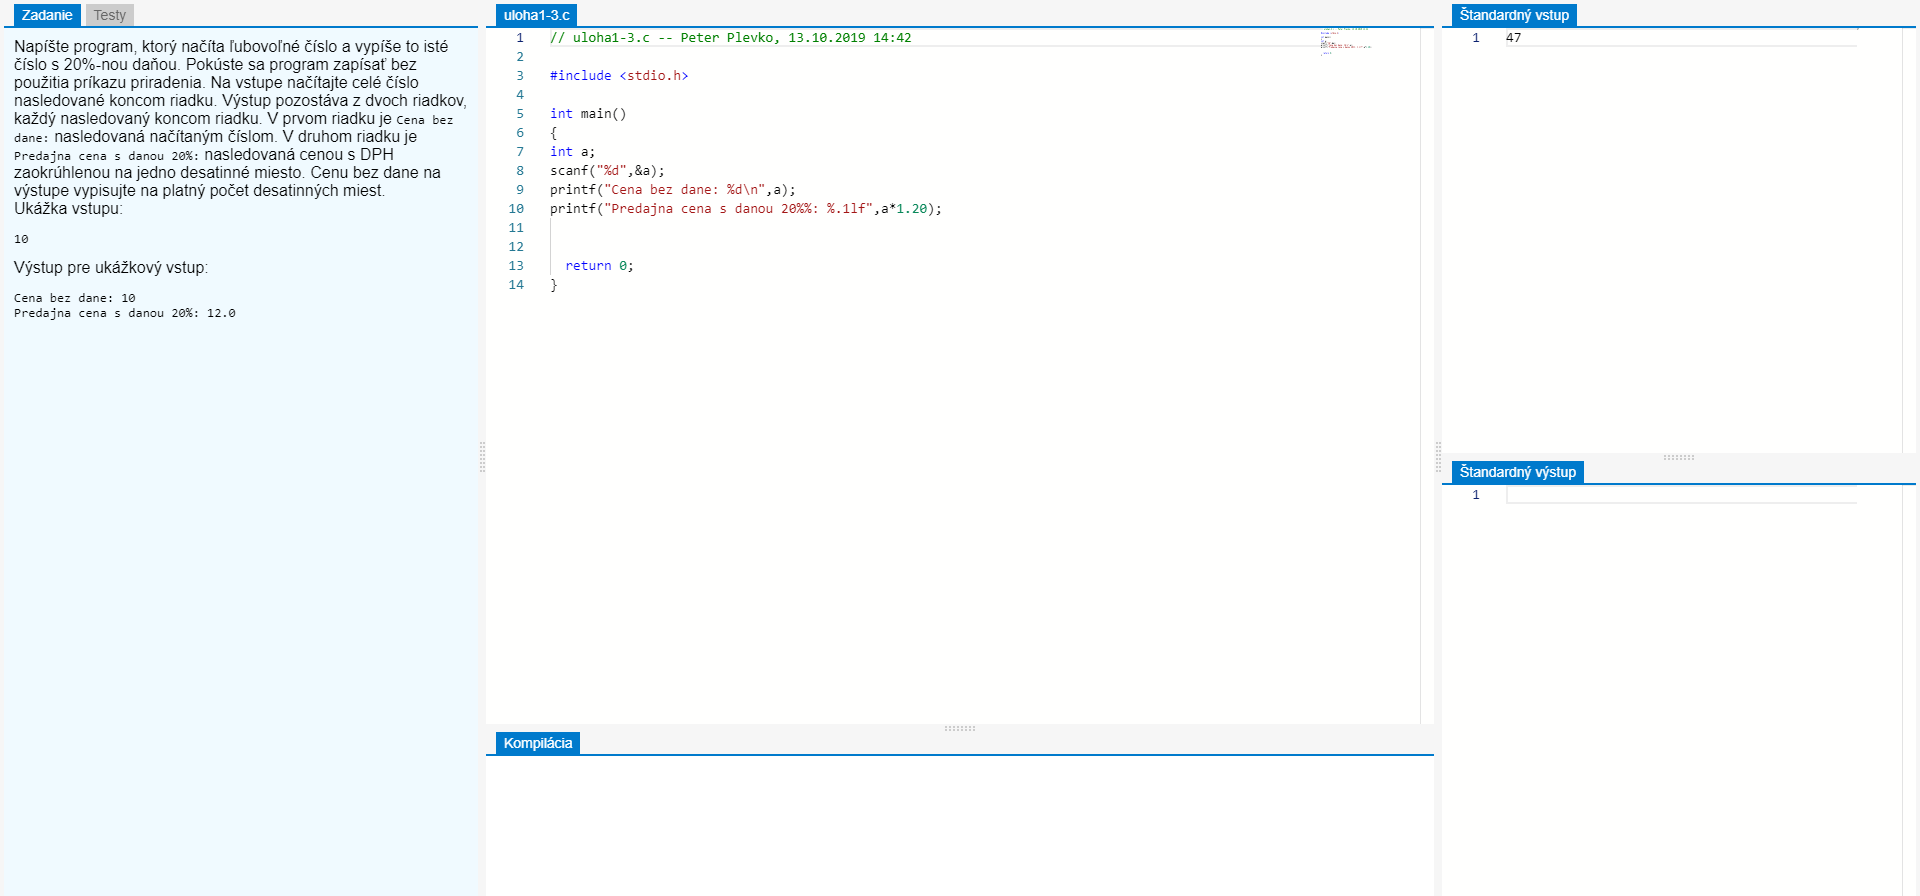 Zadanie
Testy
Napíšte program, ktorý načíta ľubovoľné číslo a vypíše to isté
číslo s 20%-nou daňou. Pokúste sa program zapísať bez
použitia príkazu priradenia. Na vstupe načítajte celé číslo
nasledované koncom riadku. Výstup pozostáva z dvoch riadkov,
každý nasledovaný koncom riadku. V prvom riadku je Cena bez
dane: nasledovaná načítaným číslom. V druhom riadku je
Predajna cena s danou 20%: nasledovaná cenou s DPH
zaokrúhlenou na jedno desatinné miesto. Cenu bez dane na
výstupe vypisujte na platný počet desatinných miest.
Ukážka vstupu:
10
Výstup pre ukážkový vstup:
Cena bez dane: 10
Predajna cena s danou 20%: 12.0
uloha1-3.c
1 // uloha1-3.c -- Peter Plevko, 13.10.2019 14:42
2
3 #include <stdio.h>
4
5 int main()
6 {
7 int a;
8 scanf("%d",&a);
9 printf("Cena bez dane: %d\n",a);
10 printf("Predajna cena s danou 20%%: %.1lf",a*1.20);
11
12
13 return 0;
14 }
Kompilácia
Štandardný vstup
1 47
Štandardný výstup
1